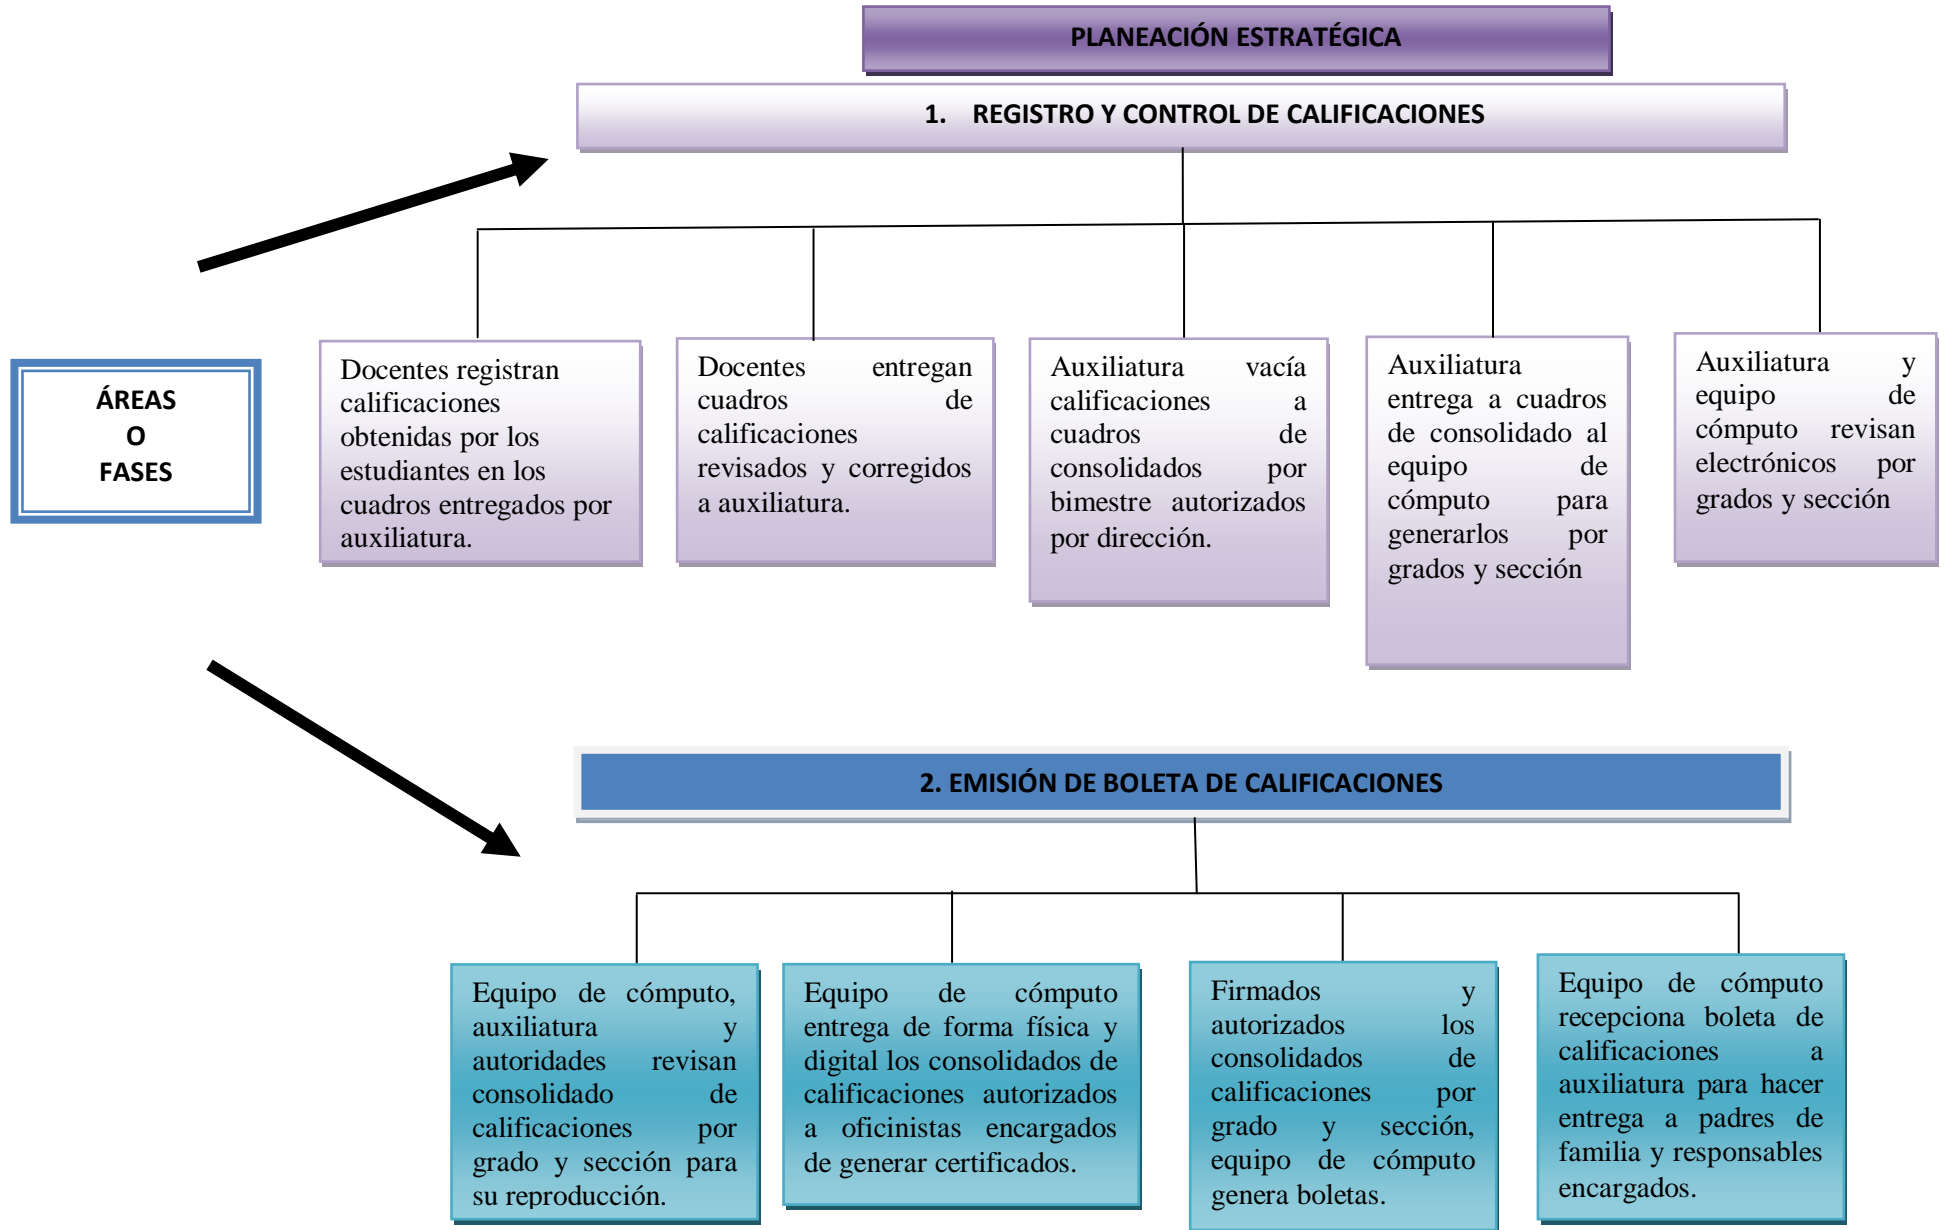 PLANEACIÓN ESTRATÉGICA
1. REGISTRO Y CONTROL DE CALIFICACIONES
ÁREAS
O
FASES
Docentes registran
calificaciones
obtenidas por los
estudiantes en los
cuadros entregados por
auxiliatura.
Docentes entregan
cuadros de
calificaciones
revisados y corregidos
a auxiliatura.
Auxiliatura vacía
calificaciones a
cuadros de
consolidados por
bimestre autorizados
por dirección.
Auxiliatura
entrega a cuadros
de consolidado al
equipo de
cómputo para
generarlos por
grados y sección
Auxiliatura y
equipo de
cómputo revisan
electrónicos por
grados y sección
2. EMISIÓN DE BOLETA DE CALIFICACIONES
Equipo de cómputo,
auxiliatura y
autoridades revisan
consolidado de
calificaciones por
grado y sección para
su reproducción.
Equipo de cómputo
entrega de forma física y
digital los consolidados de
calificaciones autorizados
a oficinistas encargados
de generar certificados.
Firmados y
autorizados los
consolidados de
calificaciones por
grado y sección,
equipo de cómputo
genera boletas.
Equipo de cómputo
recepciona boleta de
calificaciones a
auxiliatura para hacer
entrega a padres de
familia y responsables
encargados.